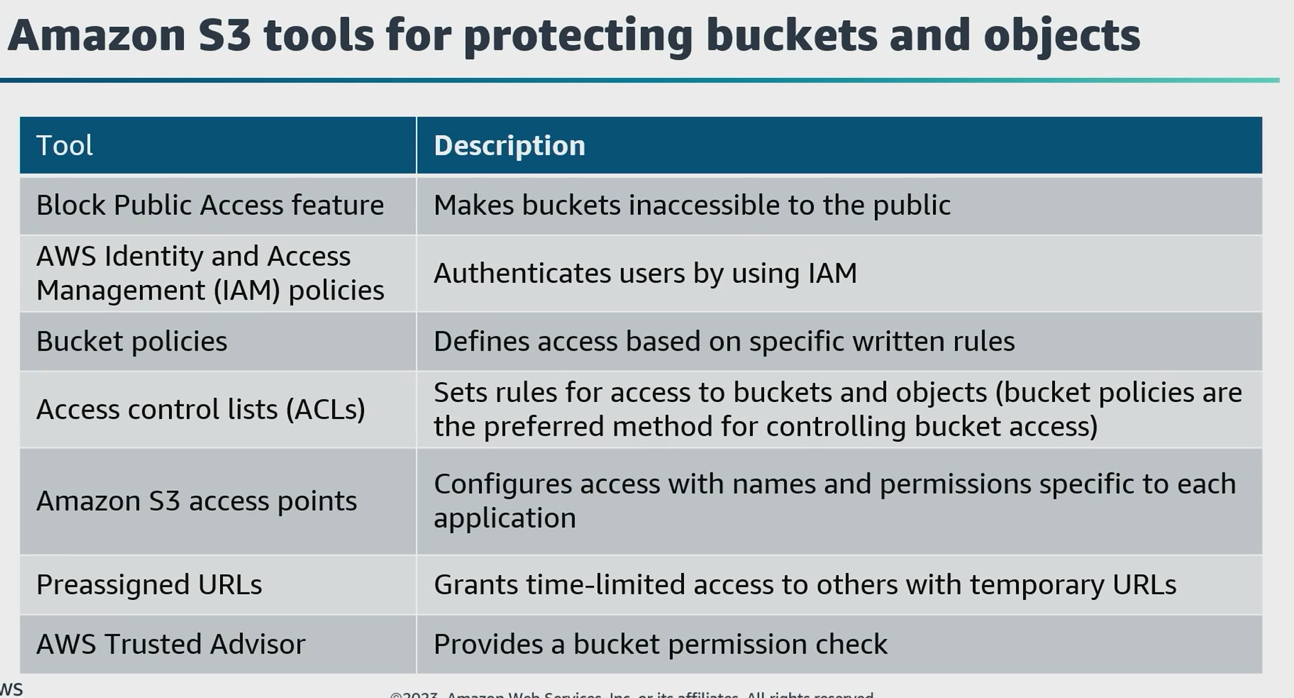 Amazon S3 tools for protecting buckets and objects
Tool
Description
Block Public Access feature
Makes buckets inaccessible to the public
AWS Identity and Access
Management (IAM) policies
Authenticates users by using IAM
Bucket policies
Defines access based on specific written rules
Access control lists (ACLs)
Sets rules for access to buckets and objects (bucket policies are
the preferred method for controlling bucket access)
Amazon S3 access points
Configures access with names and permissions specific to each
application
Preassigned URLs
Grants time-limited access to others with temporary URLs
AWS Trusted Advisor
Provides a bucket permission check
ws
©2023, Amazon Web Services, Inc. or its affiliates. All rights reserved.